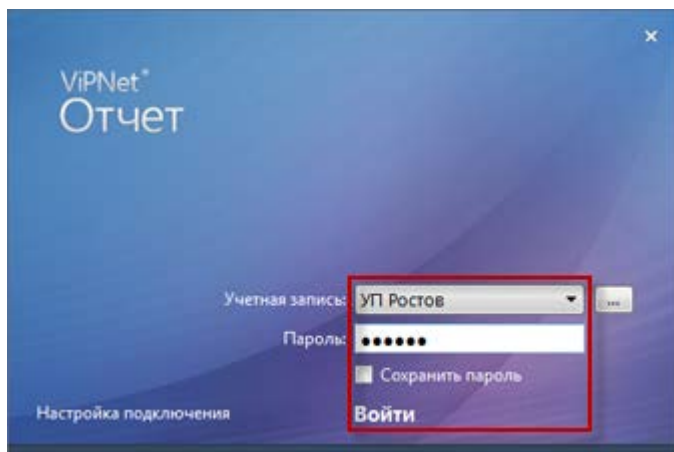 ViPNet®
Отчет
Учетная запись: УП Ростов ...
Пароль: ●●●●●●
Сохранить пароль
Настройка подключения Войти